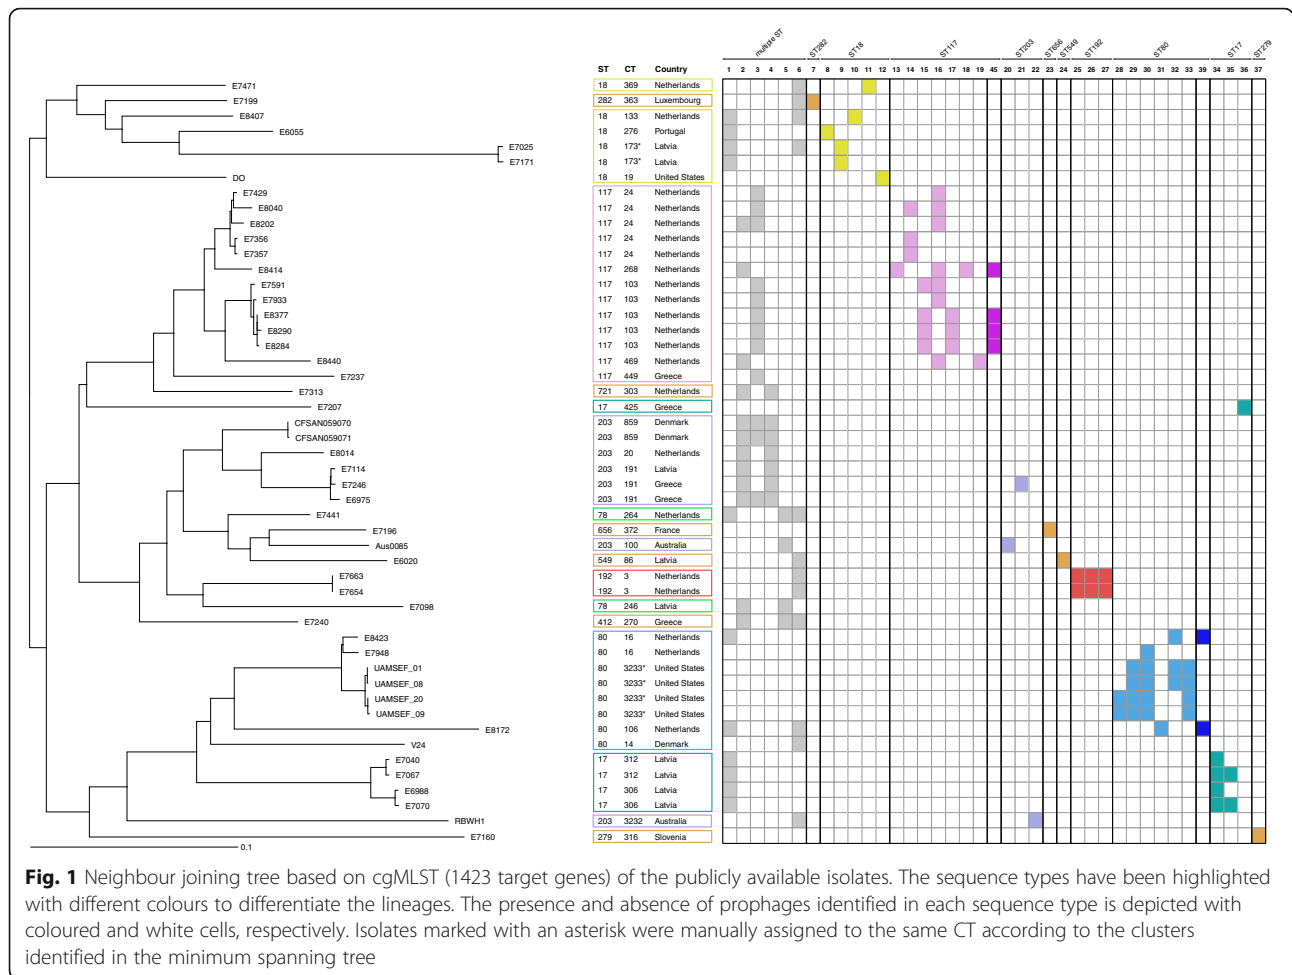 multiple ST ST282 ST18 ST117 ST203 ST656 ST549 ST192 ST80 ST17 ST279
ST CT Country 1 2 3 4 5 6 7 8 9 10 11 12 13 14 15 16 17 18 19 45 20 21 22 23 24 25 26 27 28 29 30 31 32 33 39 34 35 36 37
E7471 18 369 Netherlands
E7199 282 363 Luxembourg
E8407 18 133 Netherlands
E6055 18 276 Portugal
E7025 18 173* Latvia
E7171 18 173* Latvia
DO 18 19 United States
E7429 117 24 Netherlands
E8040 117 24 Netherlands
E8202 117 24 Netherlands
E7356 117 24 Netherlands
E7357 117 24 Netherlands
E8414 117 268 Netherlands
E7591 117 103 Netherlands
E7933 117 103 Netherlands
E8377 117 103 Netherlands
E8290 117 103 Netherlands
E8284 117 103 Netherlands
E8440 117 469 Netherlands
E7237 117 449 Greece
E7313 721 303 Netherlands
E7207 17 425 Greece
CFSAN059070 203 859 Denmark
CFSAN059071 203 859 Denmark
E8014 203 20 Netherlands
E7114 203 191 Latvia
E7246 203 191 Greece
E6975 203 191 Greece
E7441 78 264 Netherlands
E7196 656 372 France
Aus0085 203 100 Australia
E6020 549 86 Latvia
E7663 192 3 Netherlands
E7654 192 3 Netherlands
E7098 78 246 Latvia
E7240 412 270 Greece
E8423 80 16 Netherlands
E7948 80 16 Netherlands
UAMSEF_01 80 3233* United States
UAMSEF_08 80 3233* United States
UAMSEF_20 80 3233* United States
UAMSEF_09 80 3233* United States
E8172 80 106 Netherlands
V24 80 14 Denmark
E7040 17 312 Latvia
E7067 17 312 Latvia
E6988 17 306 Latvia
E7070 17 306 Latvia
RBWH1 203 3232 Australia
E7160 279 316 Slovenia
0.1
Fig. 1 Neighbour joining tree based on cgMLST (1423 target genes) of the publicly available isolates. The sequence types have been highlighted
with different colours to differentiate the lineages. The presence and absence of prophages identified in each sequence type is depicted with
coloured and white cells, respectively. Isolates marked with an asterisk were manually assigned to the same CT according to the clusters
identified in the minimum spanning tree